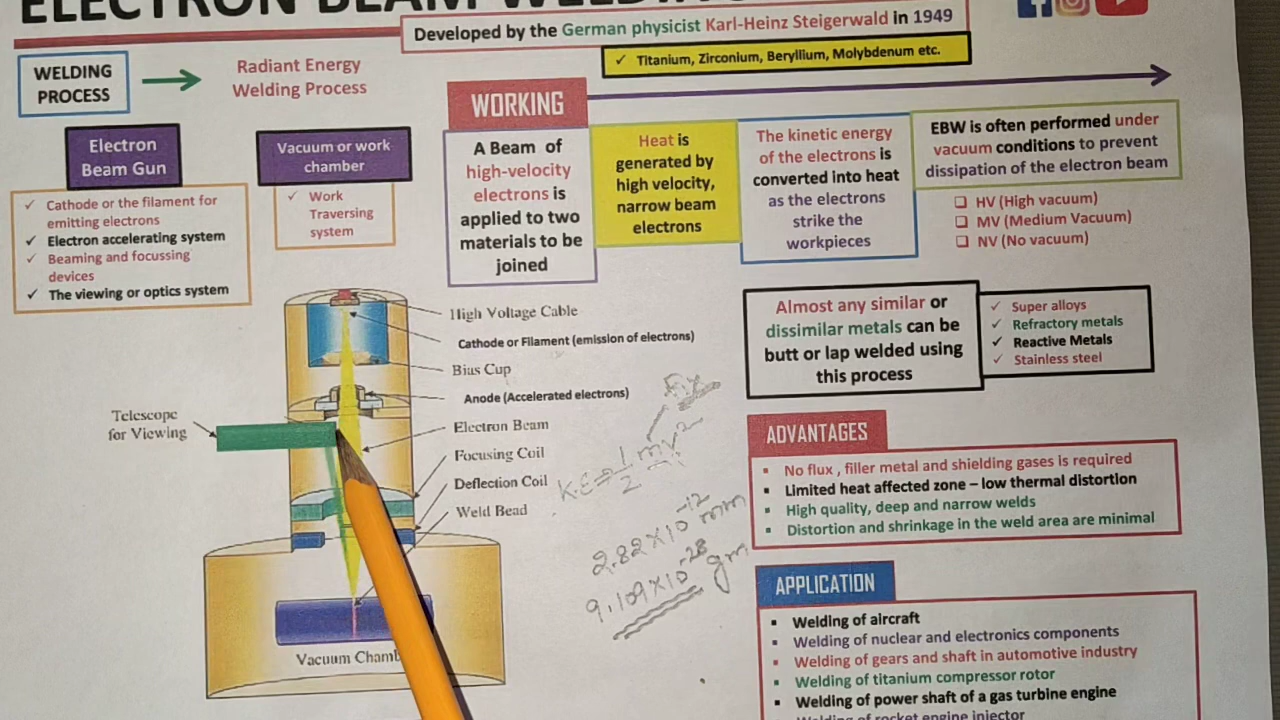 ELECTRON BEAM WELDING
Developed by the German physicist Karl-Heinz Steigerwald in 1949
✓ Titanium, Zirconium, Beryllium, Molybdenum etc.
WELDING
PROCESS
Radiant Energy
Welding Process
Electron
Beam Gun
✓ Cathode or the filament for
emitting electrons
✓ Electron accelerating system
✓ Beaming and focussing
devices
✓ The viewing or optics system
Vacuum or work
chamber
✓ Work
Traversing
system
WORKING
A Beam of
high-velocity
electrons is
applied to two
materials to be
joined
Heat is
generated by
high velocity,
narrow beam
electrons
The kinetic energy
of the electrons is
converted into heat
as the electrons
strike the
workpieces
EBW is often performed under
vacuum conditions to prevent
dissipation of the electron beam
❑ HV (High vacuum)
❑ MV (Medium Vacuum)
❑ NV (No vacuum)
High Voltage Cable
Cathode or Filament (emission of electrons)
Bias Cup
Anode (Accelerated electrons)
Telescope
for Viewing
Electron Beam
Focusing Coil
Deflection Coil
Weld Bead
Vacuum Chamb
K.E = 1/2 mv²
2.82×10⁻¹² mm
9.109×10⁻²⁸ gm
Almost any similar or
dissimilar metals can be
butt or lap welded using
this process
✓ Super alloys
✓ Refractory metals
✓ Reactive Metals
✓ Stainless steel
ADVANTAGES
▪ No flux , filler metal and shielding gases is required
▪ Limited heat affected zone – low thermal distortion
▪ High quality, deep and narrow welds
▪ Distortion and shrinkage in the weld area are minimal
APPLICATION
▪ Welding of aircraft
▪ Welding of nuclear and electronics components
▪ Welding of gears and shaft in automotive industry
▪ Welding of titanium compressor rotor
▪ Welding of power shaft of a gas turbine engine
Welding of rocket engine injector